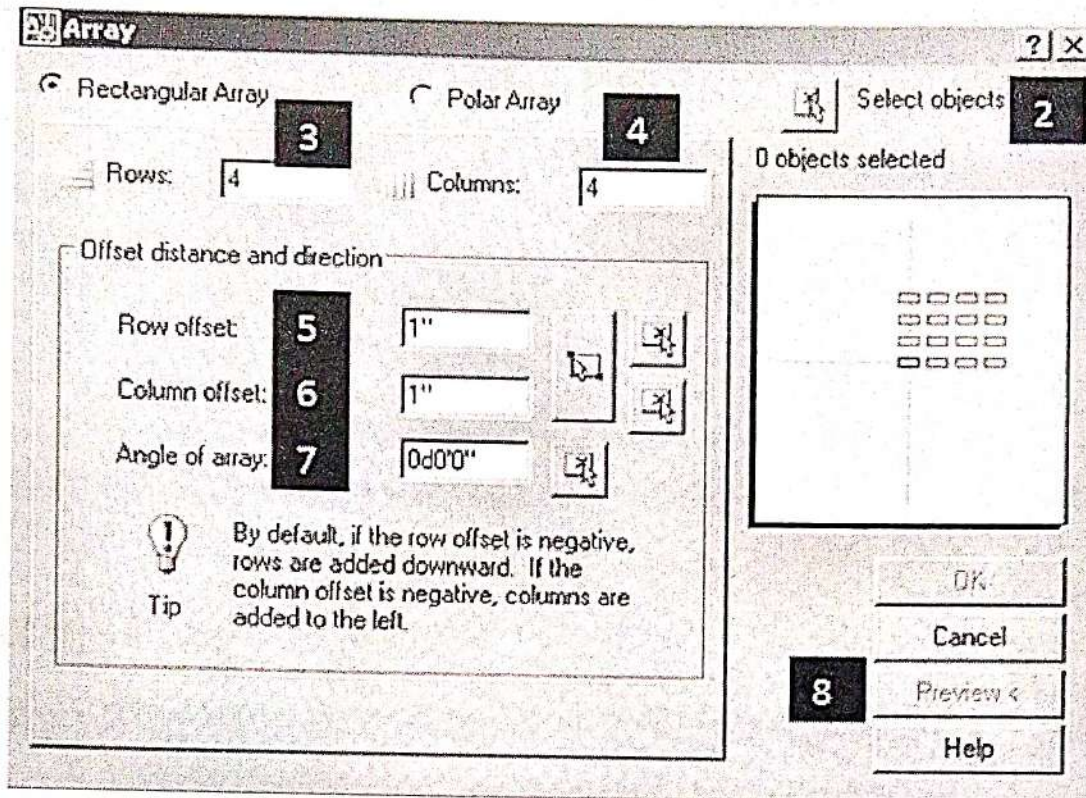 Array
? ×
Rectangular Array
Polar Array
Select objects
2
3
4
0 objects selected
Rows:
4
Columns:
4
Offset distance and direction
Row offset:
5
1"
Column offset:
6
1"
Angle of array:
7
0d0'0"
By default, if the row offset is negative,
rows are added downward. If the
column offset is negative, columns are
added to the left.
Tip
OK
Cancel
8
Preview <
Help